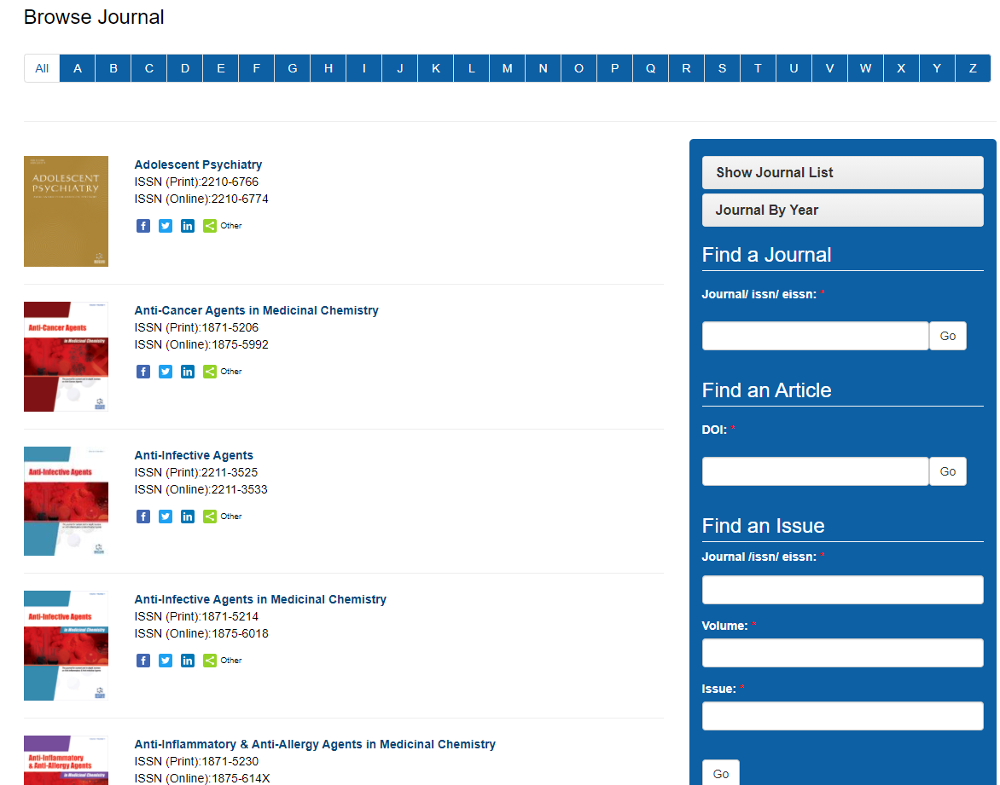 Browse Journal
All A B C D E F G H I J K L M N O P Q R S T U V W X Y Z
ADOLESCENT
PSYCHIATRY
Adolescent Psychiatry
ISSN (Print):2210-6766
ISSN (Online):2210-6774
Other
Anti-Cancer Agents
in Medicinal Chemistry
Anti-Cancer Agents in Medicinal Chemistry
ISSN (Print):1871-5206
ISSN (Online):1875-5992
Other
Anti-Infective Agents
Anti-Infective Agents
ISSN (Print):2211-3525
ISSN (Online):2211-3533
Other
Anti-Infective Agents
in Medicinal Chemistry
Anti-Infective Agents in Medicinal Chemistry
ISSN (Print):1871-5214
ISSN (Online):1875-6018
Other
Anti-Inflammatory
& Anti-Allergy Agents
in Medicinal Chemistry
Anti-Inflammatory & Anti-Allergy Agents in Medicinal Chemistry
ISSN (Print):1871-5230
ISSN (Online):1875-614X
Show Journal List
Journal By Year
Find a Journal
Journal/ issn/ eissn: *
Go
Find an Article
DOI: *
Go
Find an Issue
Journal /issn/ eissn: *
Volume: *
Issue: *
Go